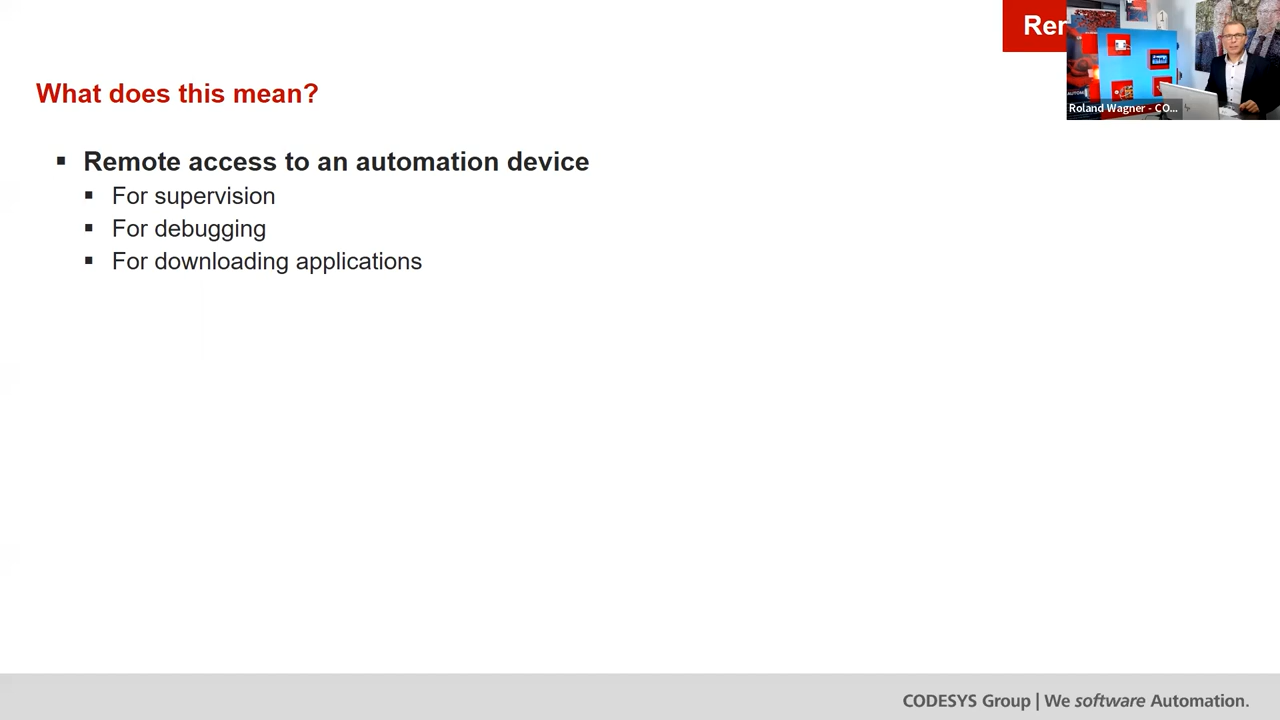 What does this mean?
Remote access to an automation device
For supervision
For debugging
For downloading applications
Roland Wagner - CO...
CODESYS Group | We software Automation.